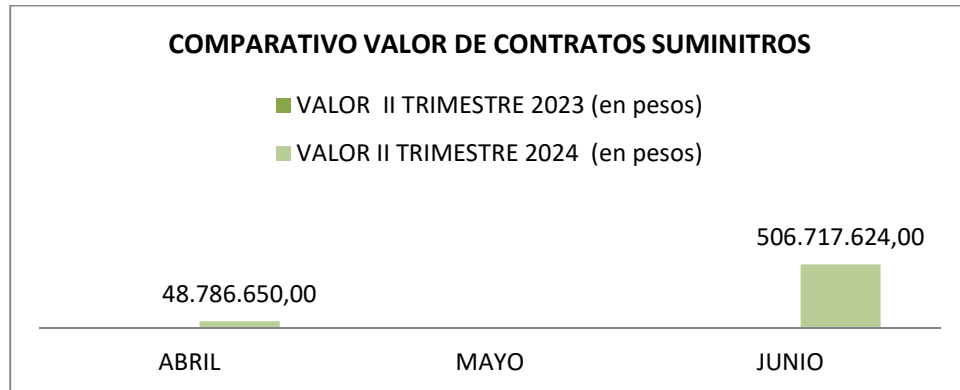 COMPARATIVO VALOR DE CONTRATOS SUMINITROS
VALOR II TRIMESTRE 2023 (en pesos)
VALOR II TRIMESTRE 2024 (en pesos)
506.717.624,00
48.786.650,00
ABRIL MAYO JUNIO